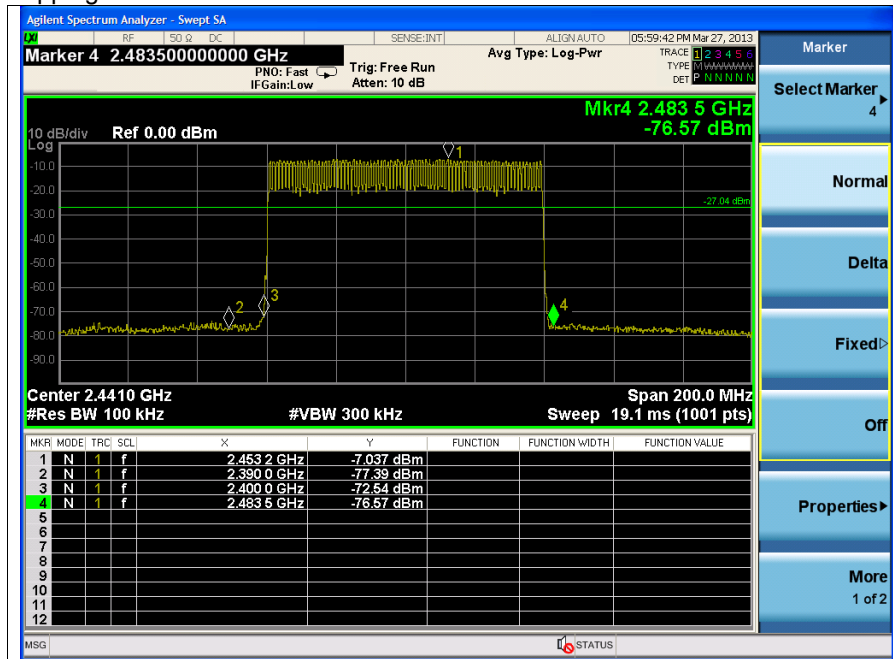 Agilent Spectrum Analyzer - Swept SA
LXI RF 50 Ω DC SENSE:INT ALIGN AUTO 05:59:42 PM Mar 27, 2013
Marker 4 2.483500000000 GHz
PNO: Fast
IFGain:Low
Trig: Free Run
Atten: 10 dB
Avg Type: Log-Pwr
TRACE 1 2 3 4 5 6
TYPE M
DET P N N N N N
Mkr4 2.483 5 GHz
-76.57 dBm
10 dB/div Ref 0.00 dBm
Log
-10.0
-20.0
-30.0
-40.0
-50.0
-60.0
-70.0
-80.0
-90.0
1
-27.04 dBm
2
3
4
Center 2.4410 GHz Span 200.0 MHz
#Res BW 100 kHz #VBW 300 kHz Sweep 19.1 ms (1001 pts)
MKR MODE TRC SCL X Y FUNCTION FUNCTION WIDTH FUNCTION VALUE
1 N 1 f 2.453 2 GHz -7.037 dBm
2 N 1 f 2.390 0 GHz -77.39 dBm
3 N 1 f 2.400 0 GHz -72.54 dBm
4 N 1 f 2.483 5 GHz -76.57 dBm
5
6
7
8
9
10
11
12
MSG STATUS
Marker
Select Marker
4
Normal
Delta
Fixed
Off
Properties
More
1 of 2